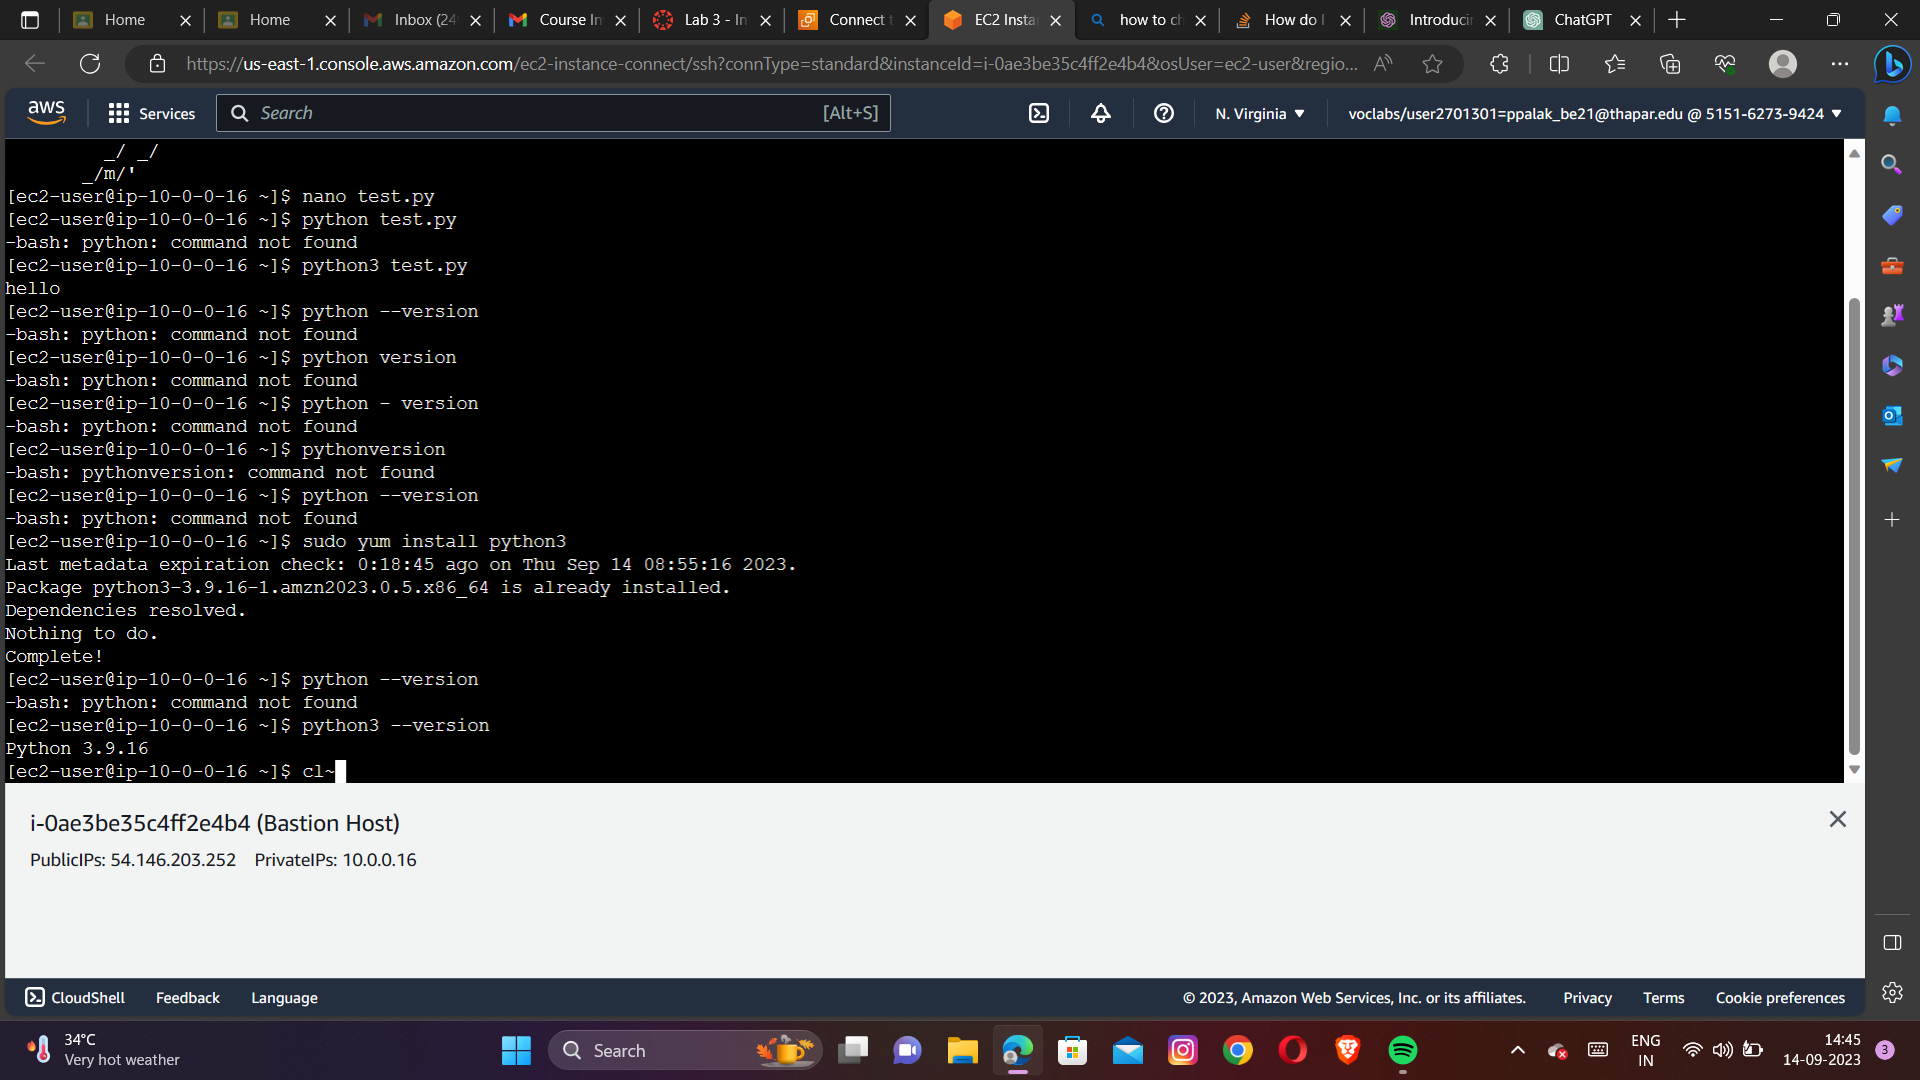 Home
Home
Inbox (24
Course In
Lab 3 - In
Connect t
EC2 Insta
how to ch
How do I
Introducin
ChatGPT
https://us-east-1.console.aws.amazon.com/ec2-instance-connect/ssh?connType=standard&instanceId=i-0ae3be35c4ff2e4b4&osUser=ec2-user&regio...
aws
Services
Search
[Alt+S]
N. Virginia
voclabs/user2701301=ppalak_be21@thapar.edu @ 5151-6273-9424
_/ _/
_/m/'
[ec2-user@ip-10-0-0-16 ~]$ nano test.py
[ec2-user@ip-10-0-0-16 ~]$ python test.py
-bash: python: command not found
[ec2-user@ip-10-0-0-16 ~]$ python3 test.py
hello
[ec2-user@ip-10-0-0-16 ~]$ python --version
-bash: python: command not found
[ec2-user@ip-10-0-0-16 ~]$ python version
-bash: python: command not found
[ec2-user@ip-10-0-0-16 ~]$ python - version
-bash: python: command not found
[ec2-user@ip-10-0-0-16 ~]$ pythonversion
-bash: pythonversion: command not found
[ec2-user@ip-10-0-0-16 ~]$ python --version
-bash: python: command not found
[ec2-user@ip-10-0-0-16 ~]$ sudo yum install python3
Last metadata expiration check: 0:18:45 ago on Thu Sep 14 08:55:16 2023.
Package python3-3.9.16-1.amzn2023.0.5.x86_64 is already installed.
Dependencies resolved.
Nothing to do.
Complete!
[ec2-user@ip-10-0-0-16 ~]$ python --version
-bash: python: command not found
[ec2-user@ip-10-0-0-16 ~]$ python3 --version
Python 3.9.16
[ec2-user@ip-10-0-0-16 ~]$ cl~
i-0ae3be35c4ff2e4b4 (Bastion Host)
PublicIPs: 54.146.203.252 PrivateIPs: 10.0.0.16
CloudShell
Feedback
Language
© 2023, Amazon Web Services, Inc. or its affiliates.
Privacy
Terms
Cookie preferences
34°C
Very hot weather
Search
ENG
IN
14:45
14-09-2023
3